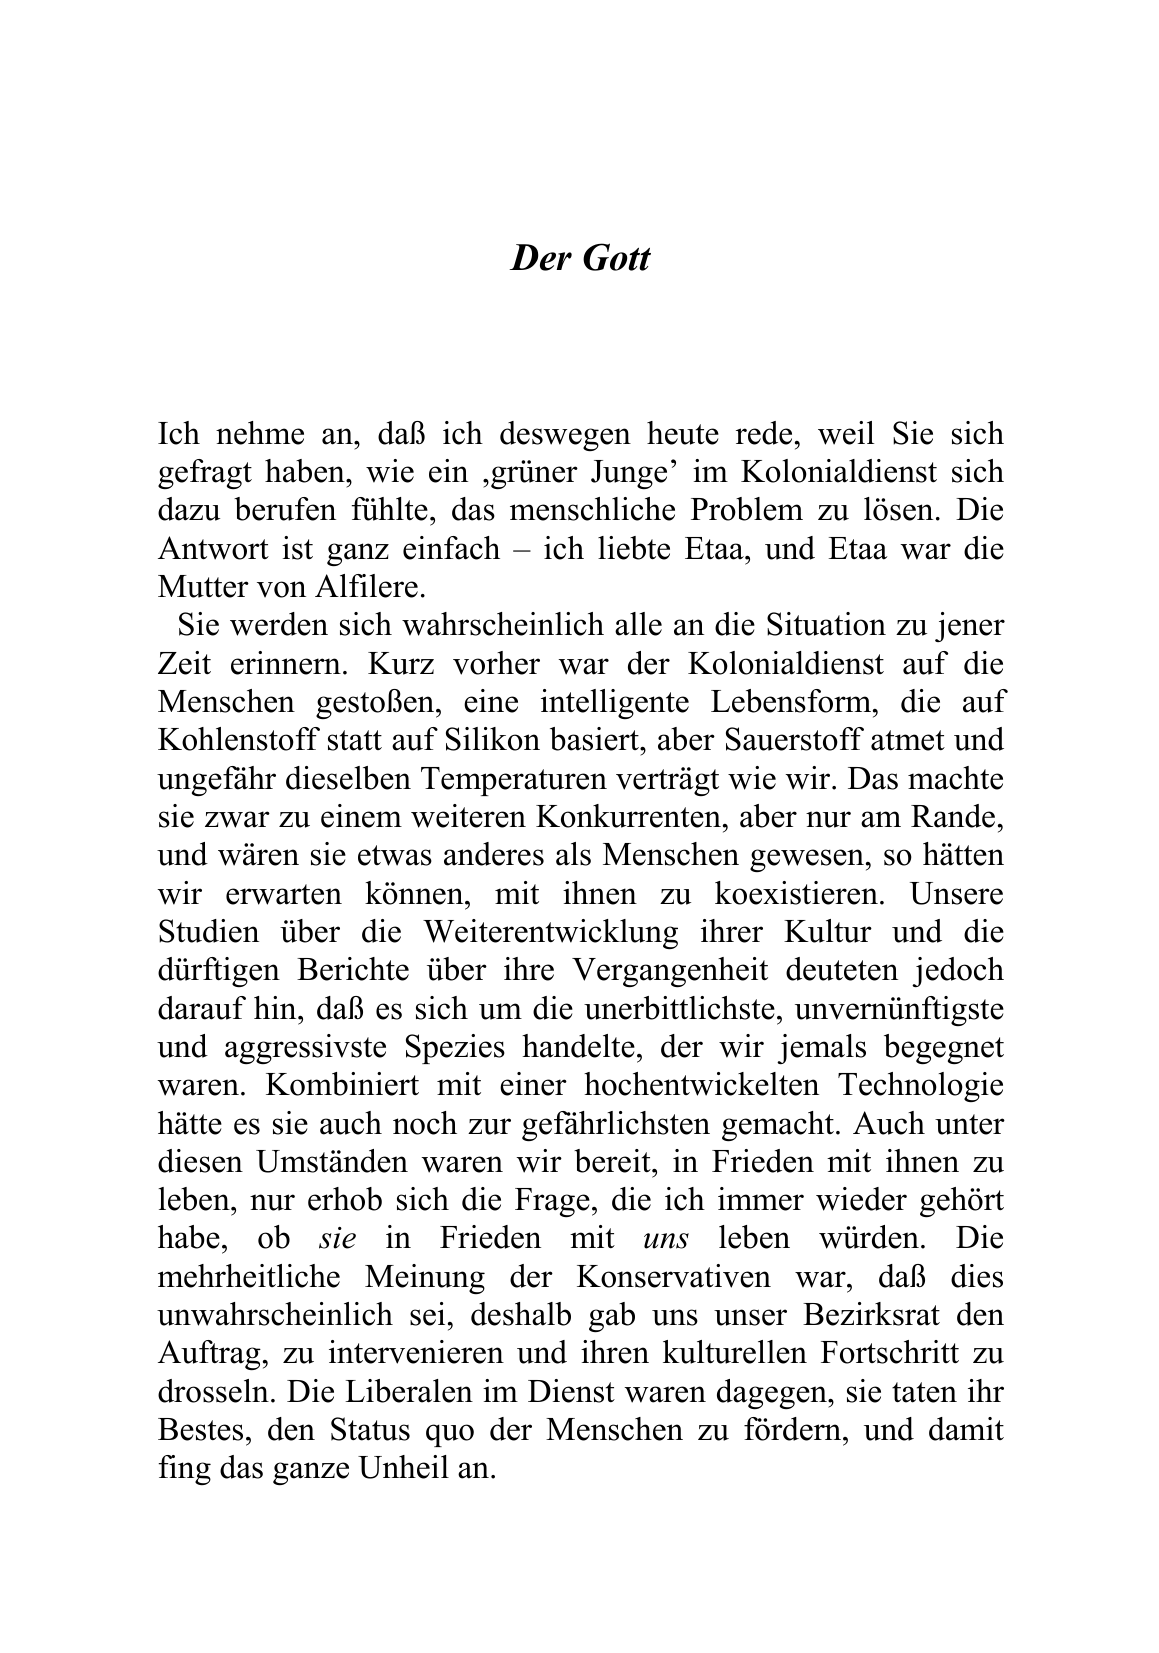 Der Gott
Ich nehme an, daß ich deswegen heute rede, weil Sie sich
gefragt haben, wie ein ‚grüner Junge’ im Kolonialdienst sich
dazu berufen fühlte, das menschliche Problem zu lösen. Die
Antwort ist ganz einfach – ich liebte Etaa, und Etaa war die
Mutter von Alfilere.
Sie werden sich wahrscheinlich alle an die Situation zu jener
Zeit erinnern. Kurz vorher war der Kolonialdienst auf die
Menschen gestoßen, eine intelligente Lebensform, die auf
Kohlenstoff statt auf Silikon basiert, aber Sauerstoff atmet und
ungefähr dieselben Temperaturen verträgt wie wir. Das machte
sie zwar zu einem weiteren Konkurrenten, aber nur am Rande,
und wären sie etwas anderes als Menschen gewesen, so hätten
wir erwarten können, mit ihnen zu koexistieren. Unsere
Studien über die Weiterentwicklung ihrer Kultur und die
dürftigen Berichte über ihre Vergangenheit deuteten jedoch
darauf hin, daß es sich um die unerbittlichste, unvernünftigste
und aggressivste Spezies handelte, der wir jemals begegnet
waren. Kombiniert mit einer hochentwickelten Technologie
hätte es sie auch noch zur gefährlichsten gemacht. Auch unter
diesen Umständen waren wir bereit, in Frieden mit ihnen zu
leben, nur erhob sich die Frage, die ich immer wieder gehört
habe, ob sie in Frieden mit uns leben würden. Die
mehrheitliche Meinung der Konservativen war, daß dies
unwahrscheinlich sei, deshalb gab uns unser Bezirksrat den
Auftrag, zu intervenieren und ihren kulturellen Fortschritt zu
drosseln. Die Liberalen im Dienst waren dagegen, sie taten ihr
Bestes, den Status quo der Menschen zu fördern, und damit
fing das ganze Unheil an.